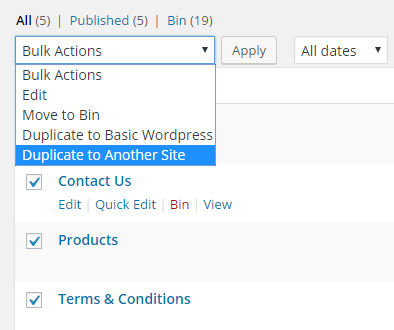 All (5) | Published (5) | Bin (19)
Bulk Actions Apply All dates
Bulk Actions
Edit
Move to Bin
Duplicate to Basic Wordpress
Duplicate to Another Site
Contact Us
Edit | Quick Edit | Bin | View
Products
Terms & Conditions